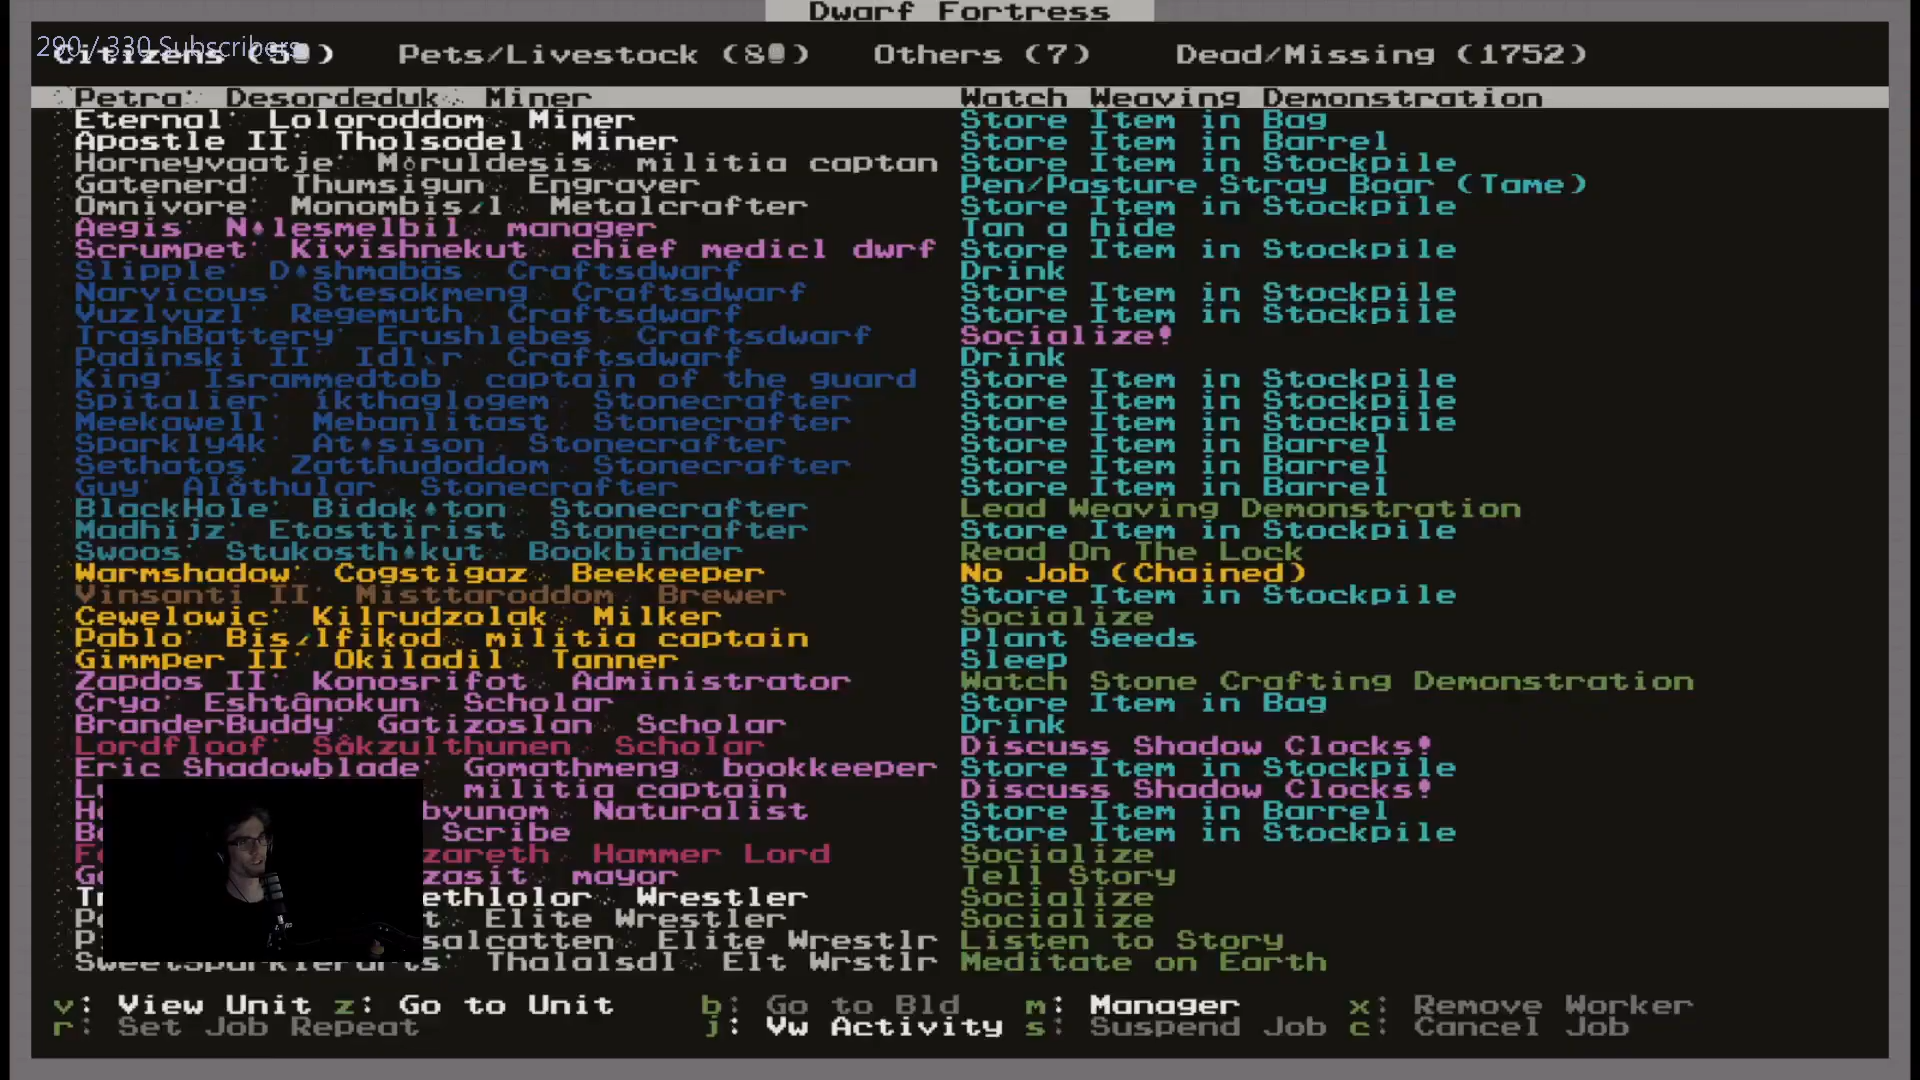 Dwarf Fortress
290 / 330 Subscribers
Citizens Pets/Livestock Others (7) Dead/Missing (1752)
Petra Desordeduk Miner Watch Weaving Demonstration
Eternal Loloroddom Miner Store Item in Bag
Apostle II Tholsodel Miner Store Item in Barrel
Horneyvaatje militia captan Store Item in Stockpile
Gatenerd Thumsigun Engraver Pen/Pasture Stray Boar (Tame)
Omnivore Metalcrafter Store Item in Stockpile
Aegis manager Tan a hide
Scrumpet Kivishnekut chief medicl dwrf Store Item in Stockpile
Slipple Craftsdwarf Drink
Narvicous Stesokmeng Craftsdwarf Store Item in Stockpile
Vuzlvuzl Regemuth Craftsdwarf Store Item in Stockpile
TrashBattery Erushlebes Craftsdwarf Socialize!
Padinski II Craftsdwarf Drink
King Isrammedtob captain of the guard Store Item in Stockpile
Spitalier íkthaglogem Stonecrafter Store Item in Stockpile
Meekawell Mebanlitast Stonecrafter Store Item in Stockpile
Sparkly4k Stonecrafter Store Item in Barrel
Sethatos Zatthudoddom Stonecrafter Store Item in Barrel
Guy Stonecrafter Store Item in Barrel
BlackHole Stonecrafter Lead Weaving Demonstration
Madhijz Etosttirist Stonecrafter Store Item in Stockpile
Swoos Bookbinder Read On The Lock
Warmshadow Cogstigaz Beekeeper No Job (Chained)
Vinsanti II Misttaroddom Brewer Store Item in Stockpile
Cewelowic Kilrudzolak Milker Socialize
Pablo militia captain Plant Seeds
Gimmper II Okiladil Tanner Sleep
Zapdos II Konosrifot Administrator Watch Stone Crafting Demonstration
Cryo Eshtânokun Scholar Store Item in Bag
BranderBuddy Gatizoslan Scholar Drink
Lordfloof Sâkzulthunen Scholar Discuss Shadow Clocks!
Eric Shadowblade Gomathmeng bookkeeper Store Item in Stockpile
militia captain Discuss Shadow Clocks!
Naturalist Store Item in Barrel
Scribe Store Item in Stockpile
Hammer Lord Socialize
mayor Tell Story
Wrestler Socialize
Elite Wrestler Socialize
Elite Wrestlr Listen to Story
Thalalsdl Elt Wrstlr Meditate on Earth
v: View Unit z: Go to Unit b: Go to Bld m: Manager x: Remove Worker
r: Set Job Repeat j: Vw Activity s: Suspend Job c: Cancel Job